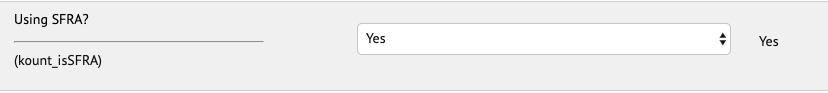 Using SFRA?
(kount_isSFRA)
Yes
Yes